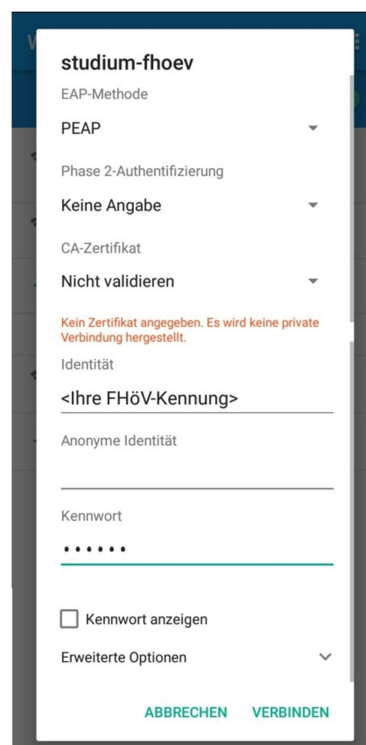 studium-fhoev
EAP-Methode
PEAP
Phase 2-Authentifizierung
Keine Angabe
CA-Zertifikat
Nicht validieren
Kein Zertifikat angegeben. Es wird keine private
Verbindung hergestellt.
Identität
<Ihre FHöV-Kennung>
Anonyme Identität
Kennwort
••••••
Kennwort anzeigen
Erweiterte Optionen
ABBRECHEN VERBINDEN